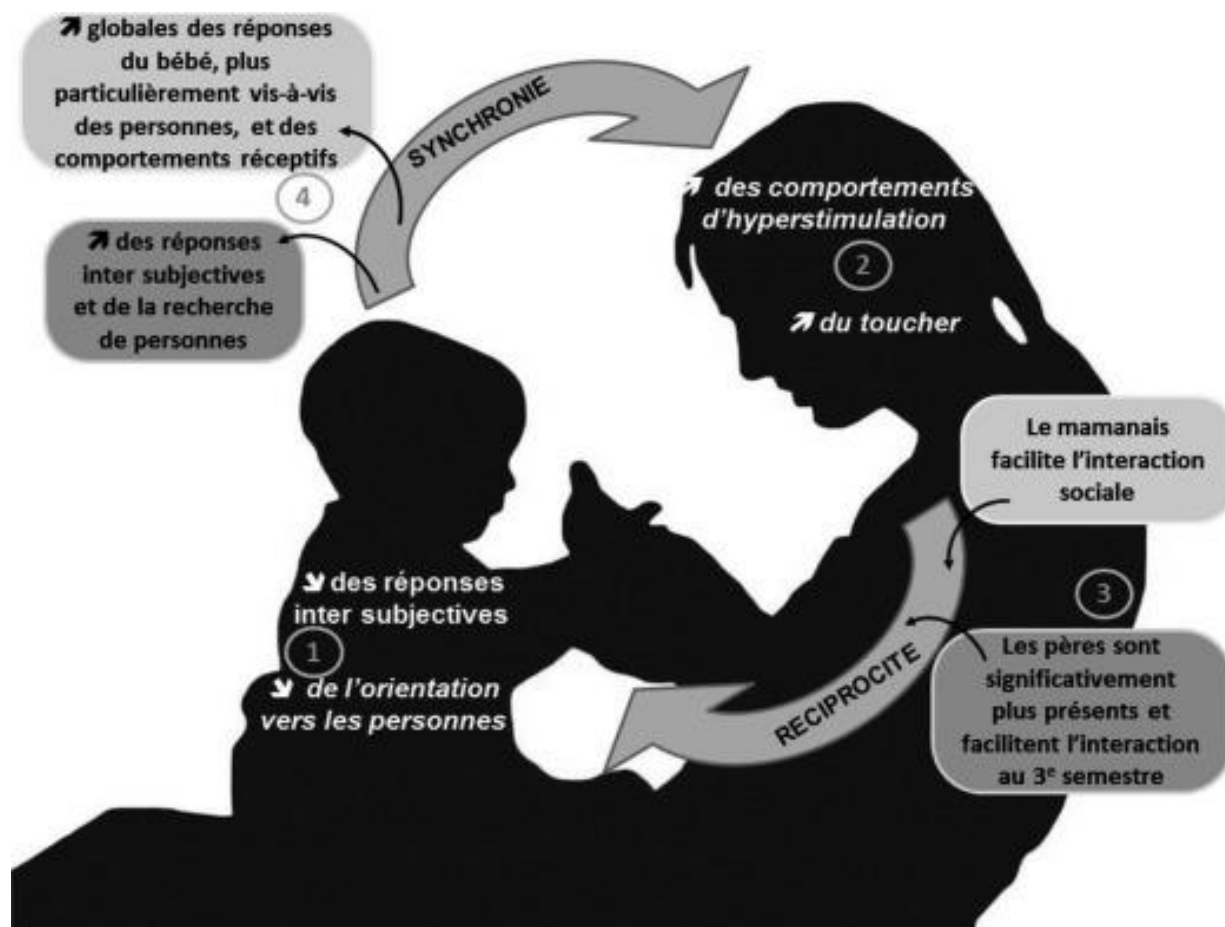 ↗ globales des réponses
du bébé, plus
particulièrement vis-à-vis
des personnes, et des
comportements réceptifs
4
↗ des réponses
inter subjectives
et de la recherche
de personnes
SYNCHRONIE
↗ des comportements
d'hyperstimulation
2
↗ du toucher
Le mamanais
facilite l'interaction
sociale
3
Les pères sont
significativement
plus présents et
facilitent l'interaction
au 3e semestre
RECIPROCITE
↘ des réponses
inter subjectives
1
↘ de l'orientation
vers les personnes